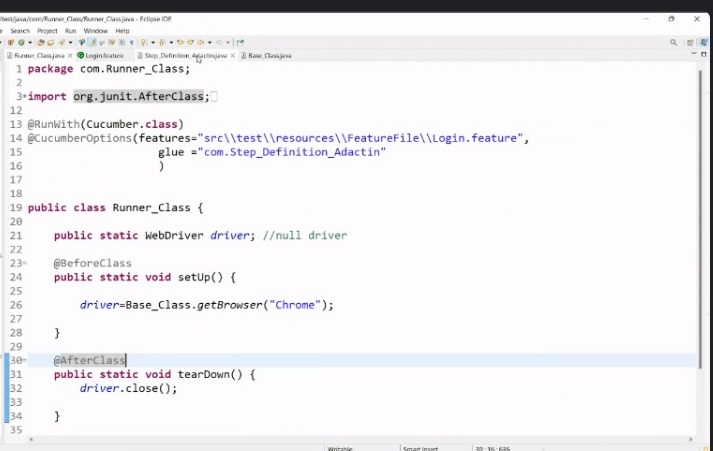 test/java/com/Runner_Class/Runner_Class.java - Eclipse IDE
Search Project Run Window Help
Runner_Class.java Login.feature Step_Definition_Adactin.java Base_Class.java
1 package com.Runner_Class;
2
3 import org.junit.AfterClass;
12
13 @RunWith(Cucumber.class)
14 @CucumberOptions(features="src\\test\\resources\\FeatureFile\\Login.feature",
15 glue ="com.Step_Definition_Adactin"
16 )
17
18
19 public class Runner_Class {
20
21 public static WebDriver driver; //null driver
22
23 @BeforeClass
24 public static void setUp() {
25
26 driver=Base_Class.getBrowser("Chrome");
27
28 }
29
30 @AfterClass
31 public static void tearDown() {
32 driver.close();
33
34 }
35
Writable Smart Insert 30 : 16 : 636